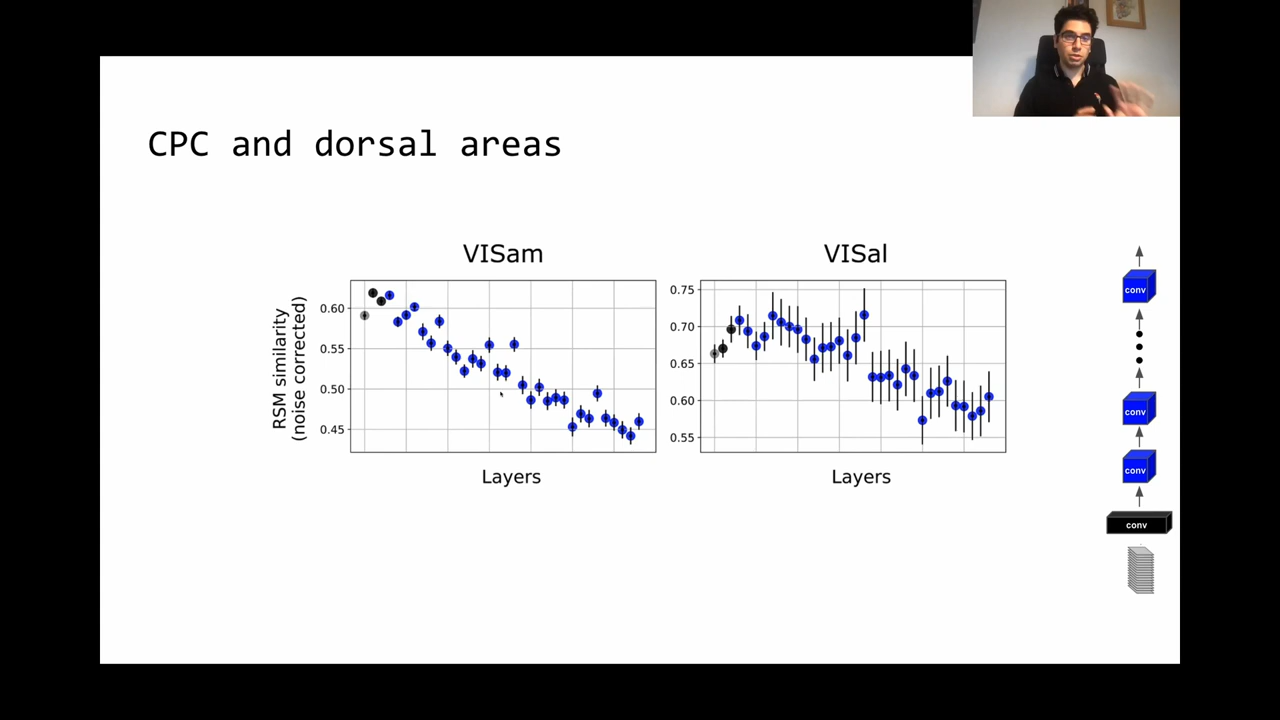 CPC and dorsal areas
VISam
VISal
RSM similarity
(noise corrected)
0.60
0.55
0.50
0.45
Layers
0.75
0.70
0.65
0.60
0.55
Layers
conv
conv
conv
conv